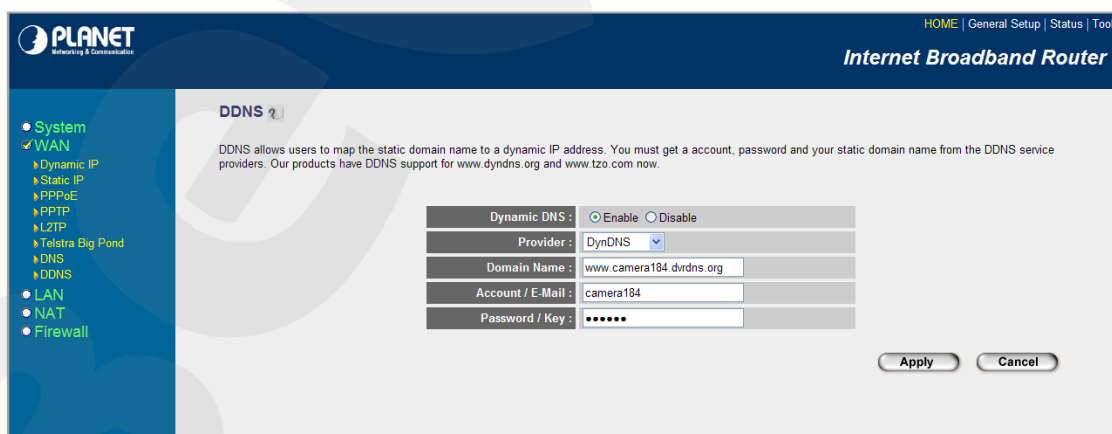 PLANET
Networking & Communication
HOME | General Setup | Status | Tool
Internet Broadband Router
System
WAN
Dynamic IP
Static IP
PPPoE
PPTP
L2TP
Telstra Big Pond
DNS
DDNS
LAN
NAT
Firewall
DDNS
DDNS allows users to map the static domain name to a dynamic IP address. You must get a account, password and your static domain name from the DDNS service
providers. Our products have DDNS support for www.dyndns.org and www.tzo.com now.
Dynamic DNS : Enable Disable
Provider : DynDNS
Domain Name : www.camera184.dvrdns.org
Account / E-Mail : camera184
Password / Key : ••••••
Apply Cancel